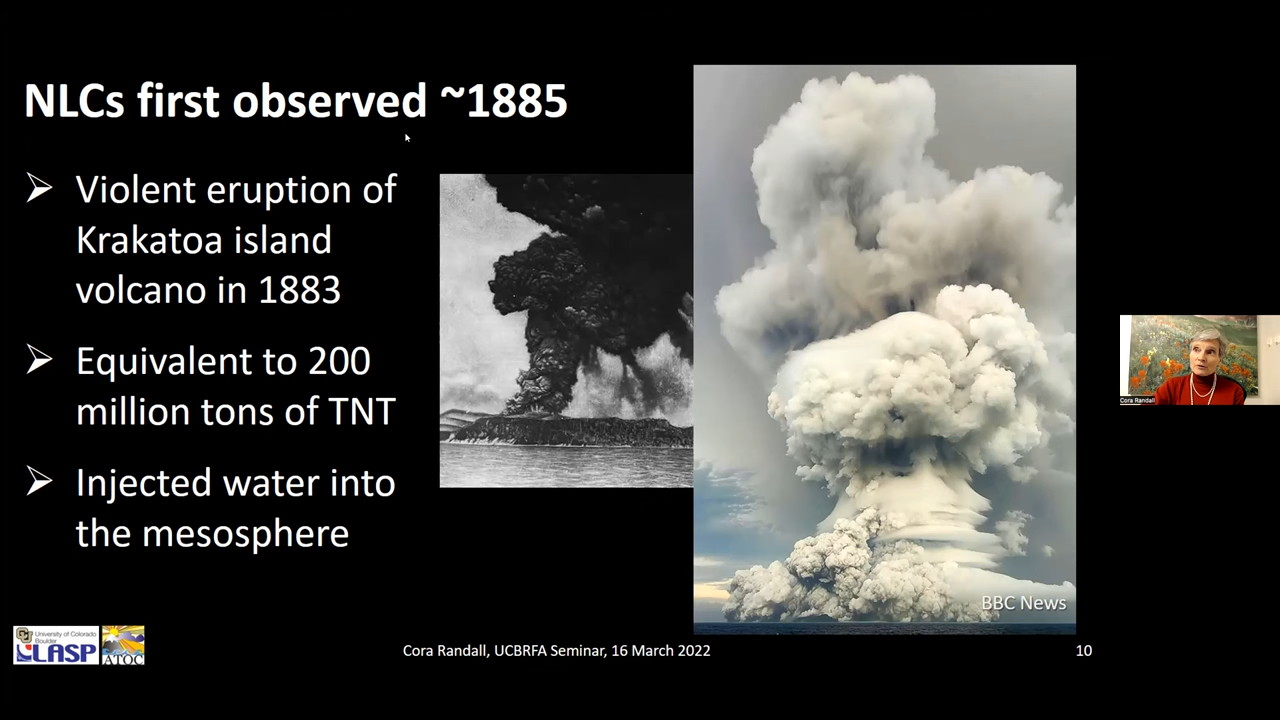 NLCs first observed ~1885
Violent eruption of
Krakatoa island
volcano in 1883
Equivalent to 200
million tons of TNT
Injected water into
the mesosphere
BBC News
Cora Randall
University of Colorado
Boulder
LASP
ATOC
Cora Randall, UCBRFA Seminar, 16 March 2022
10